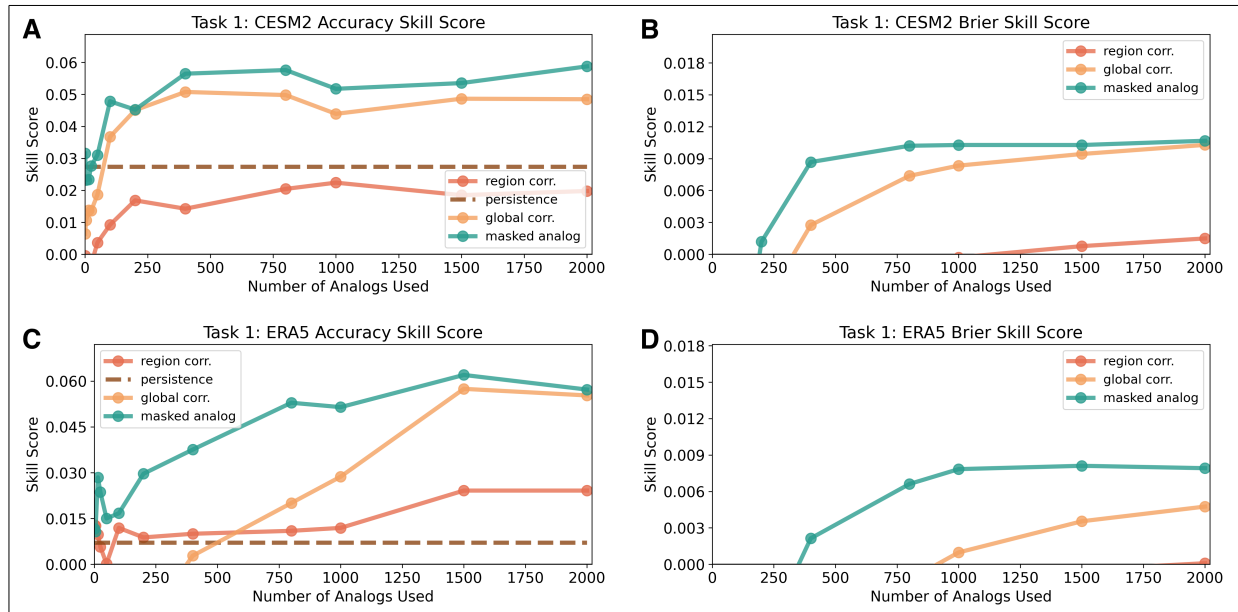 A
Task 1: CESM2 Accuracy Skill Score
Skill Score
0.06
0.05
0.04
0.03
0.02
0.01
0.00
region corr.
persistence
global corr.
masked analog
0 250 500 750 1000 1250 1500 1750 2000
Number of Analogs Used
B
Task 1: CESM2 Brier Skill Score
Skill Score
0.018
0.015
0.012
0.009
0.006
0.003
0.000
region corr.
global corr.
masked analog
0 250 500 750 1000 1250 1500 1750 2000
Number of Analogs Used
C
Task 1: ERA5 Accuracy Skill Score
Skill Score
0.060
0.045
0.030
0.015
0.000
region corr.
persistence
global corr.
masked analog
0 250 500 750 1000 1250 1500 1750 2000
Number of Analogs Used
D
Task 1: ERA5 Brier Skill Score
Skill Score
0.018
0.015
0.012
0.009
0.006
0.003
0.000
region corr.
global corr.
masked analog
0 250 500 750 1000 1250 1500 1750 2000
Number of Analogs Used